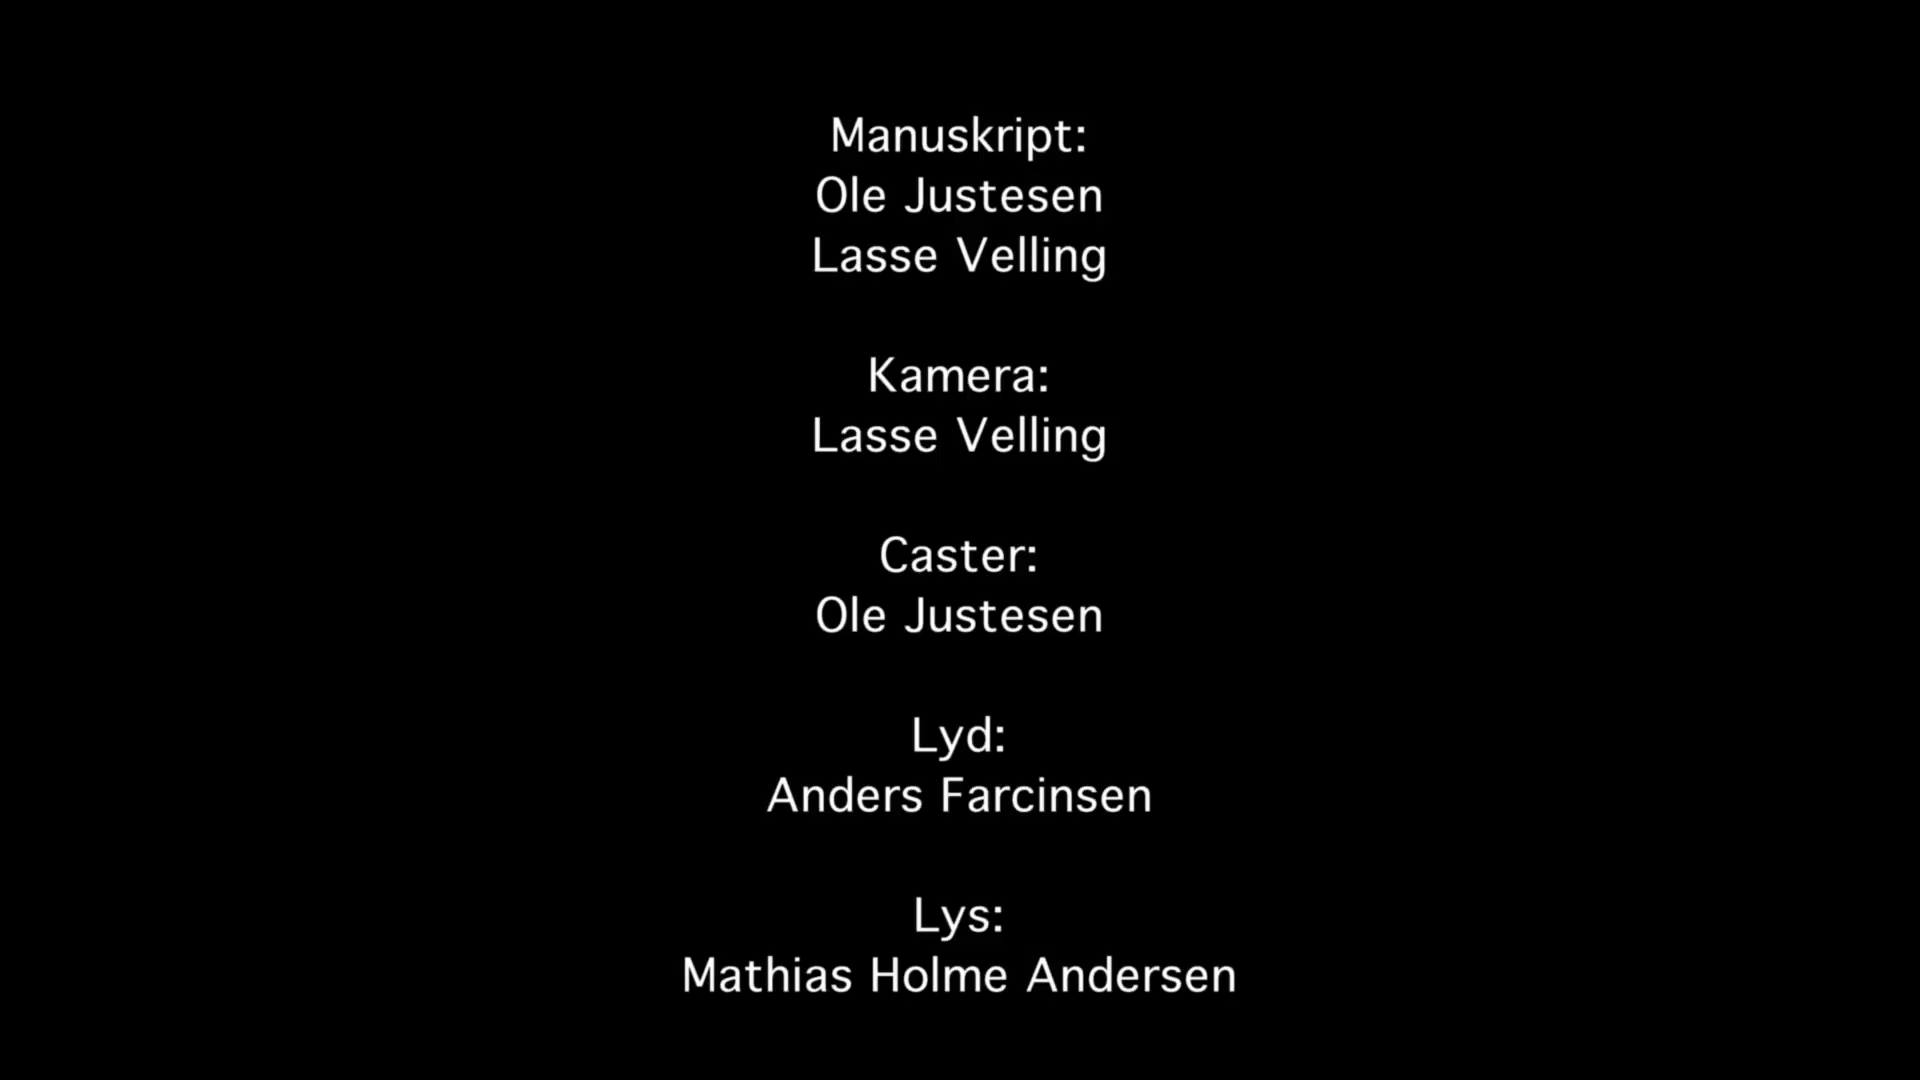 Manuskript:
Ole Justesen
Lasse Velling
Kamera:
Lasse Velling
Caster:
Ole Justesen
Lyd:
Anders Farcinsen
Lys:
Mathias Holme Andersen